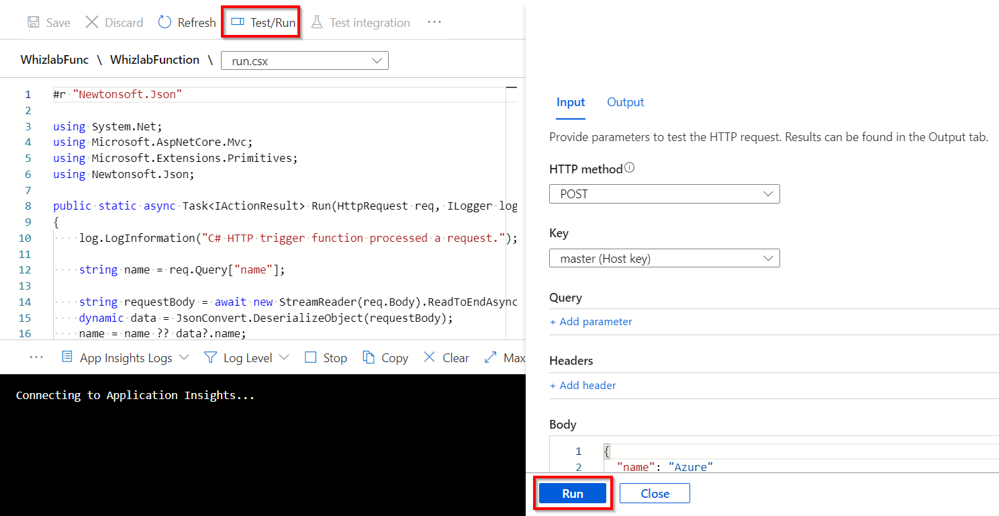 Save Discard Refresh Test/Run Test integration ...
WhizlabFunc \ WhizlabFunction \ run.csx
1 #r "Newtonsoft.Json"
2
3 using System.Net;
4 using Microsoft.AspNetCore.Mvc;
5 using Microsoft.Extensions.Primitives;
6 using Newtonsoft.Json;
7
8 public static async Task<IActionResult> Run(HttpRequest req, ILogger log
9 {
10 log.LogInformation("C# HTTP trigger function processed a request.");
11
12 string name = req.Query["name"];
13
14 string requestBody = await new StreamReader(req.Body).ReadToEndAsync
15 dynamic data = JsonConvert.DeserializeObject(requestBody);
16 name = name ?? data?.name;
... App Insights Logs Log Level Stop Copy Clear Max
Connecting to Application Insights...
Input Output
Provide parameters to test the HTTP request. Results can be found in the Output tab.
HTTP method
POST
Key
master (Host key)
Query
+ Add parameter
Headers
+ Add header
Body
1 {
2 "name": "Azure"
Run Close